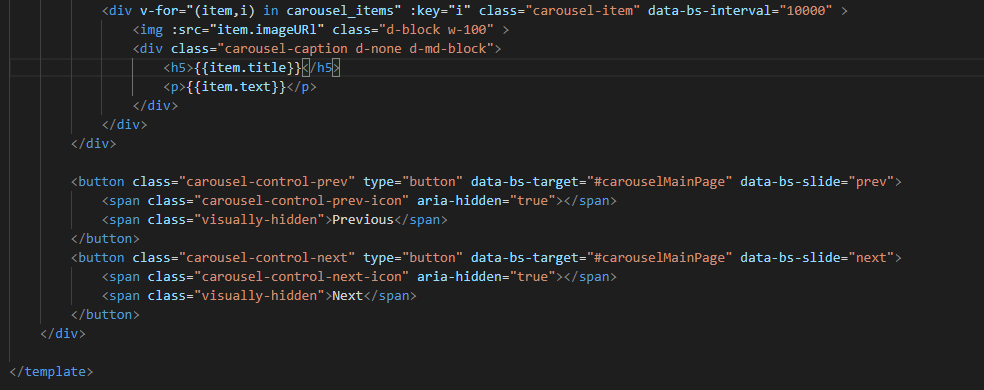 <div v-for="(item,i) in carousel_items" :key="i" class="carousel-item" data-bs-interval="10000" >
<img :src="item.imageURl" class="d-block w-100" >
<div class="carousel-caption d-none d-md-block">
<h5>{{item.title}}</h5>
<p>{{item.text}}</p>
</div>
</div>
</div>
<button class="carousel-control-prev" type="button" data-bs-target="#carouselMainPage" data-bs-slide="prev">
<span class="carousel-control-prev-icon" aria-hidden="true"></span>
<span class="visually-hidden">Previous</span>
</button>
<button class="carousel-control-next" type="button" data-bs-target="#carouselMainPage" data-bs-slide="next">
<span class="carousel-control-next-icon" aria-hidden="true"></span>
<span class="visually-hidden">Next</span>
</button>
</div>
</template>